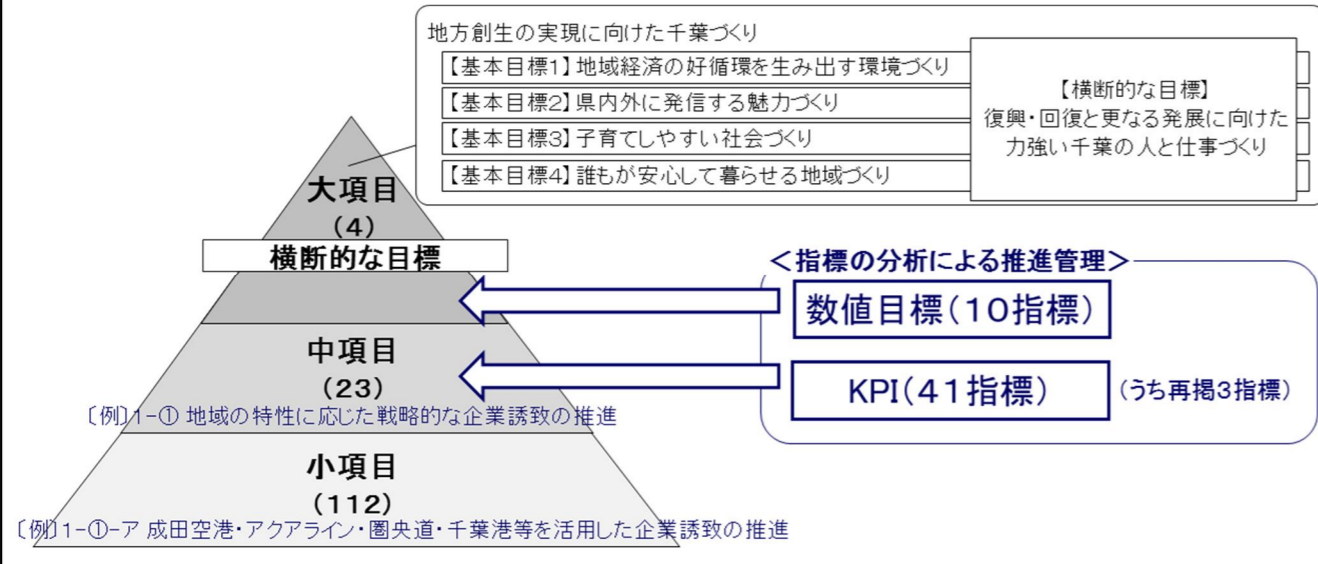 地方創生の実現に向けた千葉づくり
【基本目標1】地域経済の好循環を生み出す環境づくり
【基本目標2】県内外に発信する魅力づくり
【基本目標3】子育てしやすい社会づくり
【基本目標4】誰もが安心して暮らせる地域づくり
【横断的な目標】
復興・回復と更なる発展に向けた
力強い千葉の人と仕事づくり
大項目
(4)
横断的な目標
<指標の分析による推進管理>
数値目標(10指標)
中項目
(23)
〔例〕1-① 地域の特性に応じた戦略的な企業誘致の推進
KPI(41指標)
(うち再掲3指標)
小項目
(112)
〔例〕1-①-ア 成田空港・アクアライン・圏央道・千葉港等を活用した企業誘致の推進